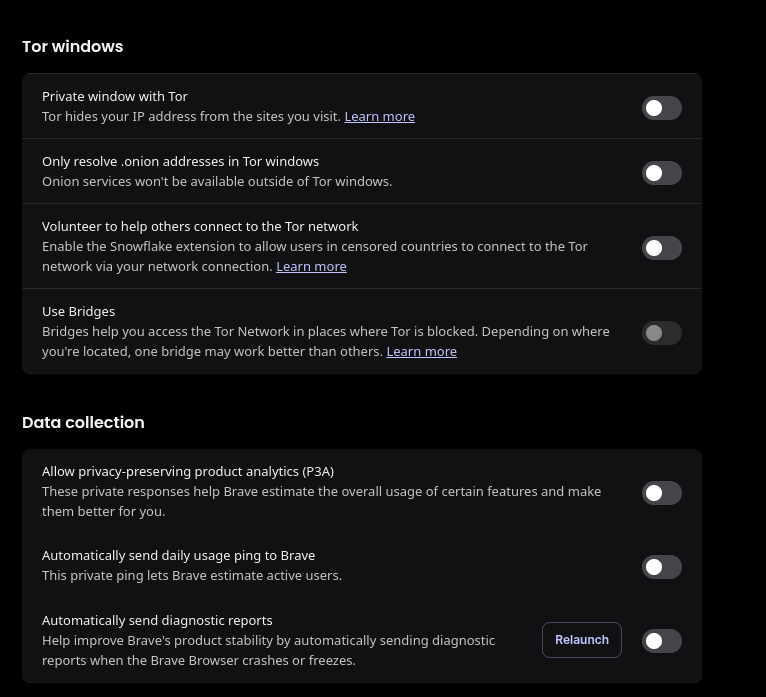 Tor windows
Private window with Tor
Tor hides your IP address from the sites you visit. Learn more
Only resolve .onion addresses in Tor windows
Onion services won't be available outside of Tor windows.
Volunteer to help others connect to the Tor network
Enable the Snowflake extension to allow users in censored countries to connect to the Tor
network via your network connection. Learn more
Use Bridges
Bridges help you access the Tor Network in places where Tor is blocked. Depending on where
you're located, one bridge may work better than others. Learn more
Data collection
Allow privacy-preserving product analytics (P3A)
These private responses help Brave estimate the overall usage of certain features and make
them better for you.
Automatically send daily usage ping to Brave
This private ping lets Brave estimate active users.
Automatically send diagnostic reports
Help improve Brave's product stability by automatically sending diagnostic
reports when the Brave Browser crashes or freezes.
Relaunch